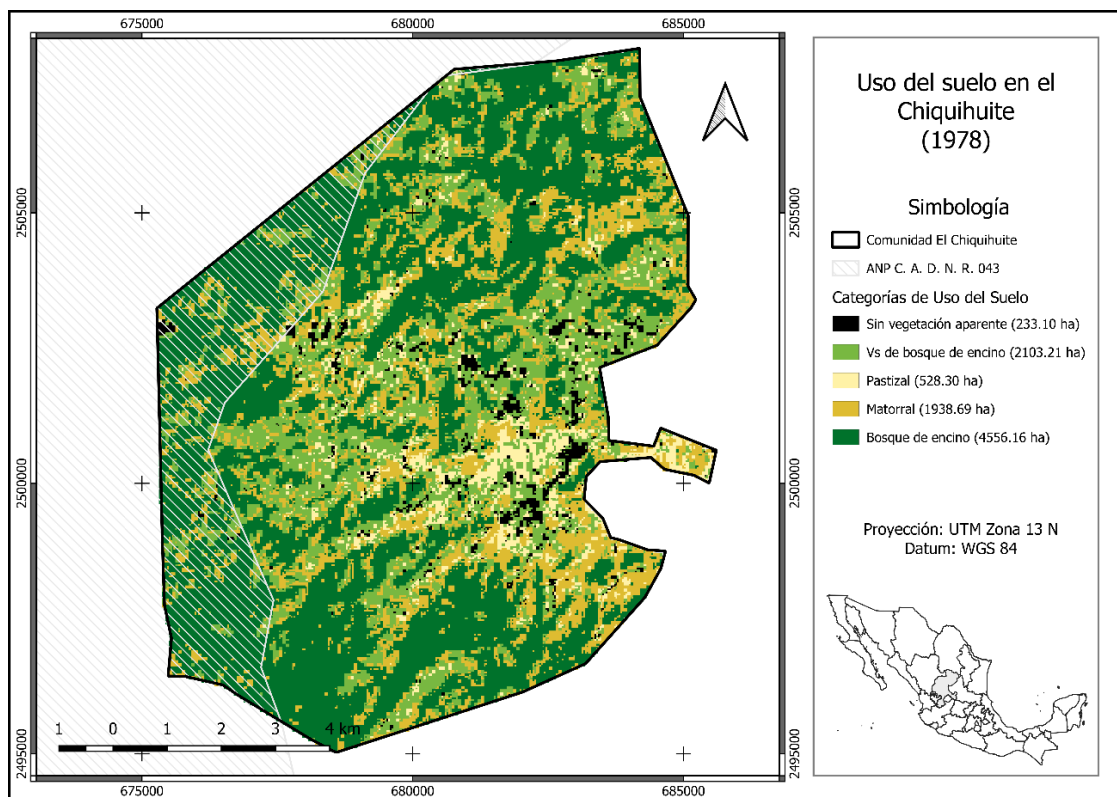 675000
680000
685000
2505000
2500000
2495000
2505000
2500000
2495000
1
0
1
2
3
4 km
675000
680000
685000
Uso del suelo en el
Chiquihuite
(1978)
Simbología
Comunidad El Chiquihuite
ANP C. A. D. N. R. 043
Categorías de Uso del Suelo
Sin vegetación aparente (233.10 ha)
Vs de bosque de encino (2103.21 ha)
Pastizal (528.30 ha)
Matorral (1938.69 ha)
Bosque de encino (4556.16 ha)
Proyección: UTM Zona 13 N
Datum: WGS 84